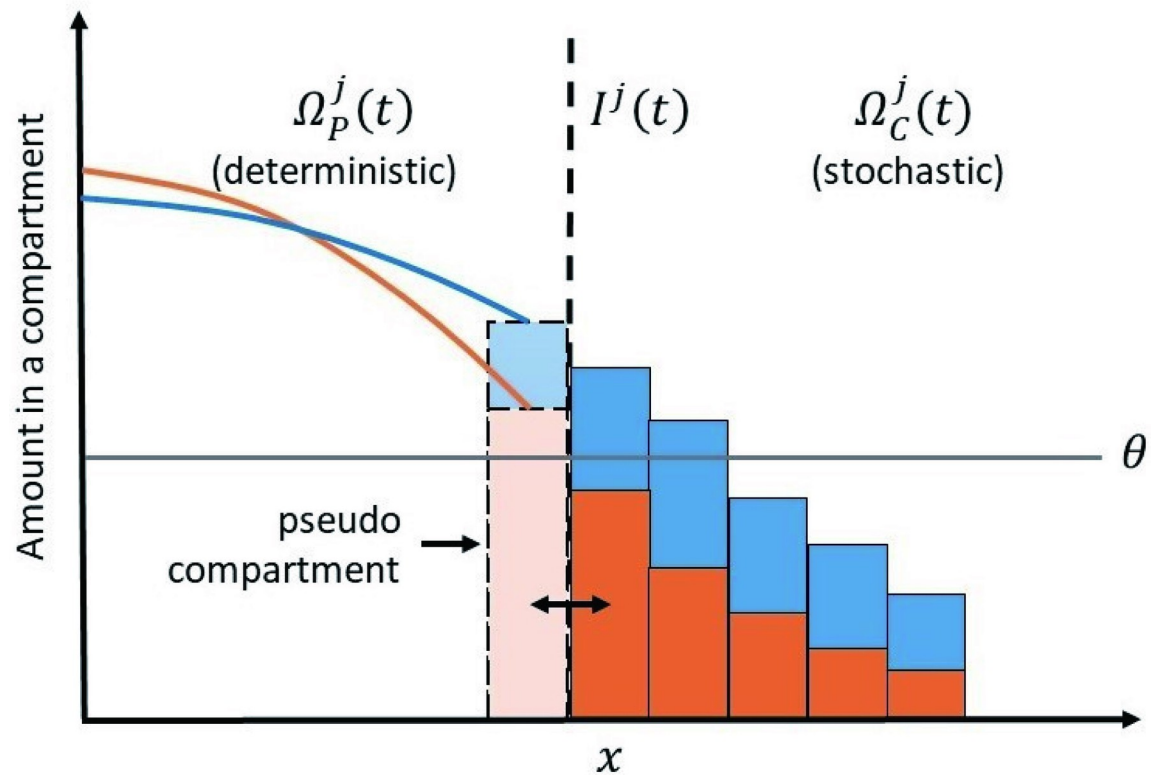 Amount in a compartment
Ω_P^j(t)
(deterministic)
I^j(t)
Ω_C^j(t)
(stochastic)
θ
pseudo
compartment
x